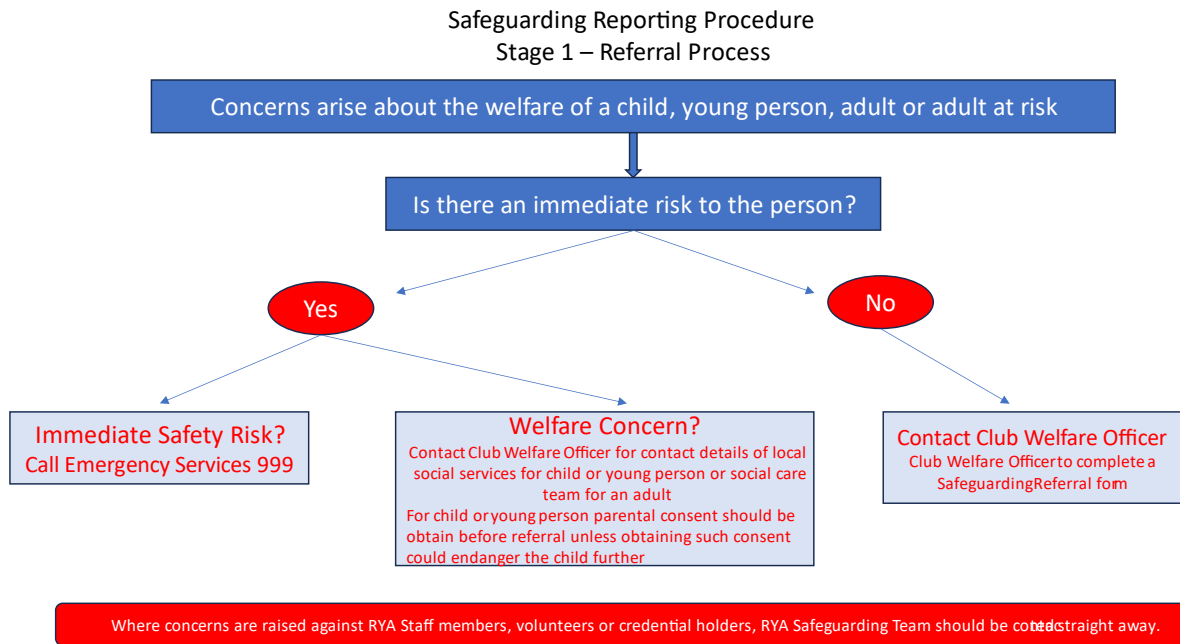 Safeguarding Reporting Procedure
Stage 1 – Referral Process
Concerns arise about the welfare of a child, young person, adult or adult at risk
Is there an immediate risk to the person?
Yes
No
Immediate Safety Risk?
Call Emergency Services 999
Welfare Concern?
Contact Club Welfare Officer for contact details of local
social services for child or young person or social care
team for an adult
For child or young person parental consent should be
obtain before referral unless obtaining such consent
could endanger the child further
Contact Club Welfare Officer
Club Welfare Officer to complete a
Safeguarding Referral form
Where concerns are raised against RYA Staff members, volunteers or credential holders, RYA Safeguarding Team should be straight away.